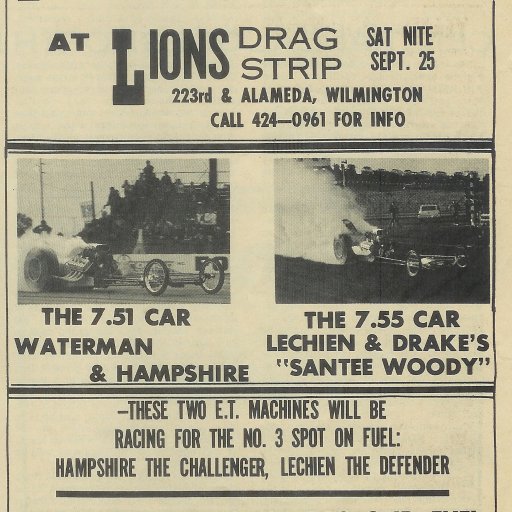 AT LIONS DRAG STRIP SAT NITE SEPT. 25
223rd & ALAMEDA, WILMINGTON
CALL 424—0961 FOR INFO
THE 7.51 CAR
WATERMAN
& HAMPSHIRE
THE 7.55 CAR
LECHIEN & DRAKE'S
"SANTEE WOODY"
—THESE TWO E.T. MACHINES WILL BE
RACING FOR THE NO. 3 SPOT ON FUEL:
HAMPSHIRE THE CHALLENGER, LECHIEN THE DEFENDER